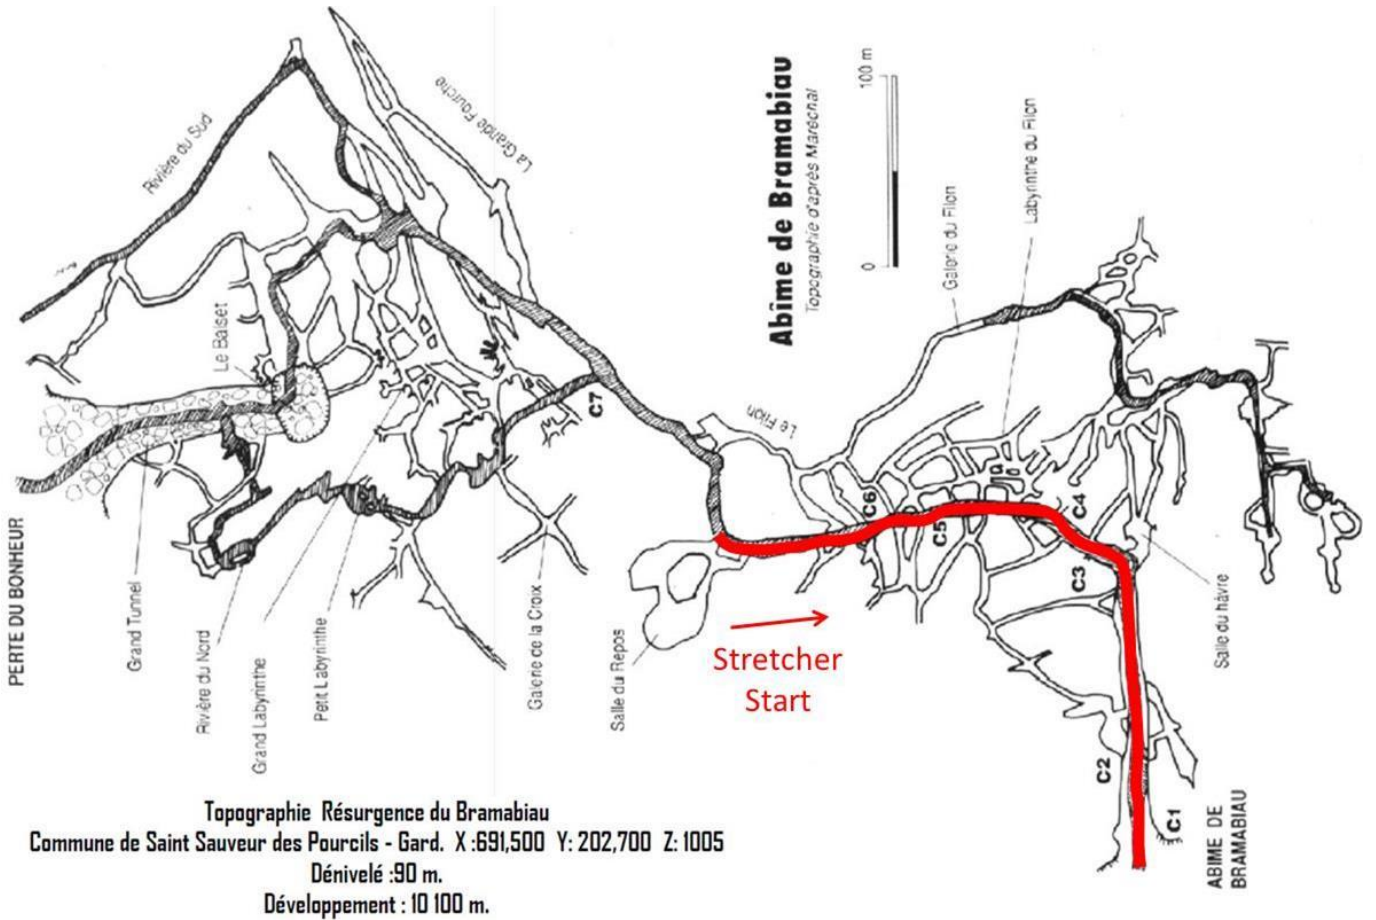 Abime de Bramabiau
Topographie d'après Maréchal
0
100 m
Rivière du Sud
La Grande Fourche
Le Balset
PERTE DU BONHEUR
Grand Tunnel
Rivière du Nord
Grand Labyrinthe
Petit Labyrinthe
Galerie de la Croix
C7
Salle du Repos
Le Filon
Galerie du Filon
Labyrinthe du Filon
C6
C5
C4
C3
Salle du hàvre
C2
C1
ABIME DE
BRAMABIAU
Stretcher
Start
Topographie Résurgence du Bramabiau
Commune de Saint Sauveur des Pourcils - Gard. X :691,500 Y: 202,700 Z: 1005
Dénivelé :90 m.
Développement : 10 100 m.